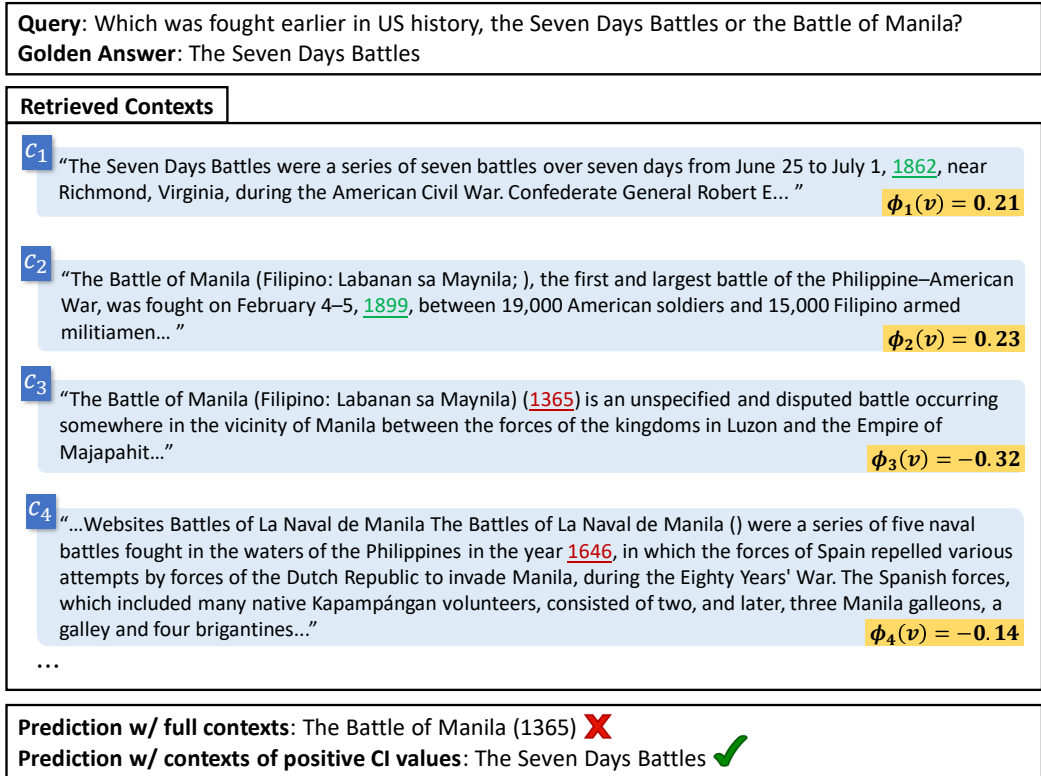 Query: Which was fought earlier in US history, the Seven Days Battles or the Battle of Manila?
Golden Answer: The Seven Days Battles
Retrieved Contexts
c₁
“The Seven Days Battles were a series of seven battles over seven days from June 25 to July 1, 1862, near
Richmond, Virginia, during the American Civil War. Confederate General Robert E... ”
ϕ₁(v) = 0.21
c₂
“The Battle of Manila (Filipino: Labanan sa Maynila; ), the first and largest battle of the Philippine–American
War, was fought on February 4–5, 1899, between 19,000 American soldiers and 15,000 Filipino armed
militiamen... ”
ϕ₂(v) = 0.23
c₃
“The Battle of Manila (Filipino: Labanan sa Maynila) (1365) is an unspecified and disputed battle occurring
somewhere in the vicinity of Manila between the forces of the kingdoms in Luzon and the Empire of
Majapahit...”
ϕ₃(v) = −0.32
c₄
“...Websites Battles of La Naval de Manila The Battles of La Naval de Manila () were a series of five naval
battles fought in the waters of the Philippines in the year 1646, in which the forces of Spain repelled various
attempts by forces of the Dutch Republic to invade Manila, during the Eighty Years' War. The Spanish forces,
which included many native Kapampángan volunteers, consisted of two, and later, three Manila galleons, a
galley and four brigantines...”
ϕ₄(v) = −0.14
...
Prediction w/ full contexts: The Battle of Manila (1365) ✗
Prediction w/ contexts of positive CI values: The Seven Days Battles ✓